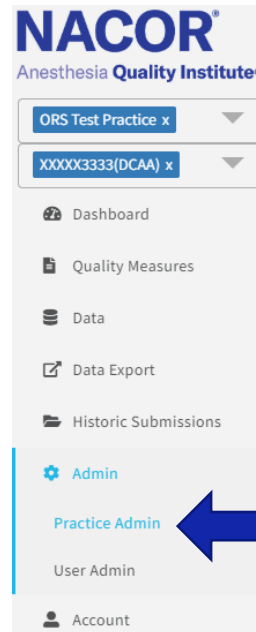 NACOR®
Anesthesia Quality Institute
ORS Test Practice x
XXXXX3333(DCAA) x
Dashboard
Quality Measures
Data
Data Export
Historic Submissions
Admin
Practice Admin
User Admin
Account